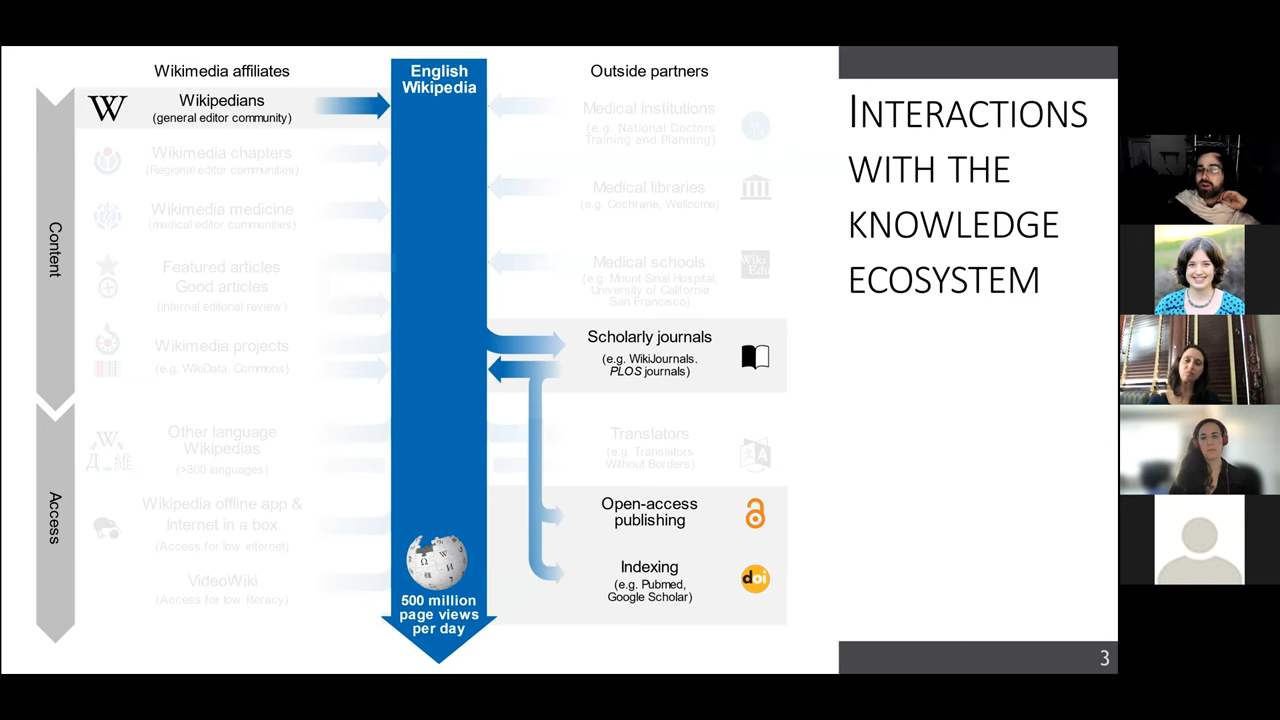 Wikimedia affiliates
English
Wikipedia
Outside partners
INTERACTIONS
WITH THE
KNOWLEDGE
ECOSYSTEM
Content
Access
W
Wikipedians
(general editor community)
Wikimedia chapters
(Regional editor communities)
Wikimedia medicine
(medical editor communities)
Featured articles
Good articles
(internal editorial review )
Wikimedia projects
(e.g. WikiData, Commons)
Other language
Wikipedias
(>300 languages)
W
Д 維
Wikipedia offline app &
Internet in a box
(Access for low internet)
VideoWiki
(Access for low literacy)
Ω W
И
500 million
page views
per day
Medical institutions
(e.g. National Doctors
Training and Planning)
Medical libraries
(e.g. Cochrane, Wellcome)
Medical schools
(e.g. Mount Sinai Hospital,
University of California
San Francisco)
Wiki
Edu
Scholarly journals
(e.g. WikiJournals.
PLOS journals)
Translators
(e.g. Translators
Without Borders)
A
Open-access
publishing
Indexing
(e.g. Pubmed,
Google Scholar)
doi
3